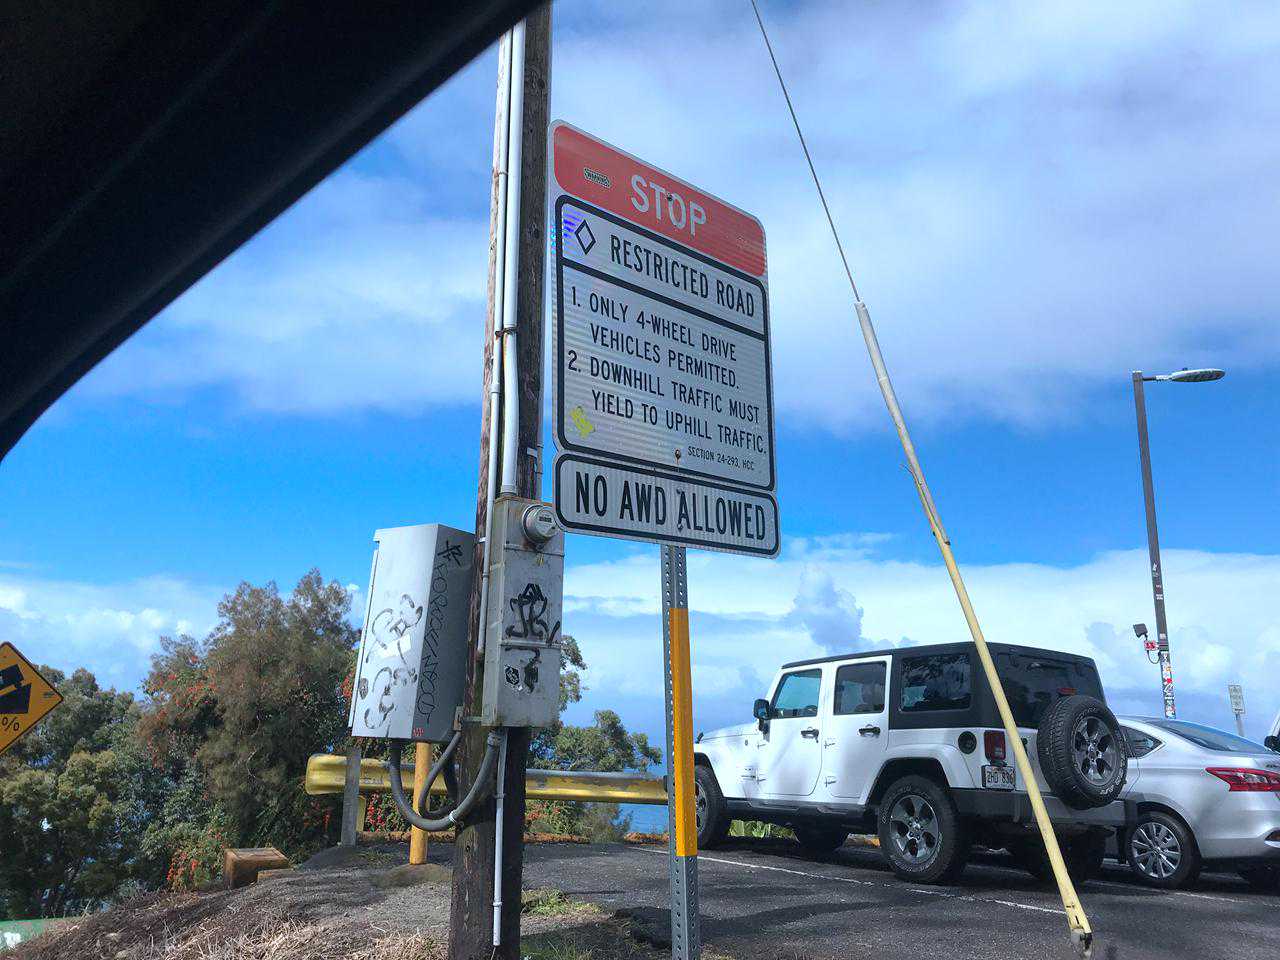 WARNING
STOP
RESTRICTED ROAD
1. ONLY 4-WHEEL DRIVE
VEHICLES PERMITTED.
2. DOWNHILL TRAFFIC MUST
YIELD TO UPHILL TRAFFIC.
SECTION 24-293, HCC
NO AWD ALLOWED
%